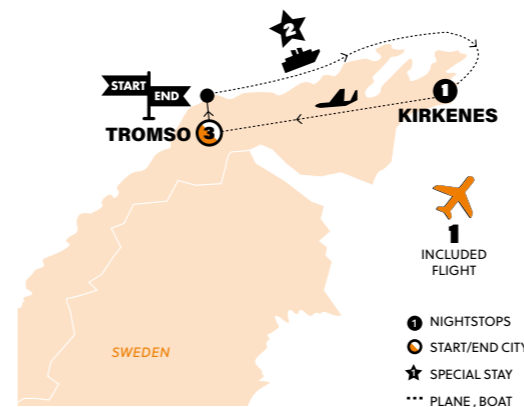 2
START
END
TROMSO
3
1
KIRKENES
1
INCLUDED
FLIGHT
SWEDEN
1 NIGHTSTOPS
START/END CITY
1 SPECIAL STAY
PLANE, BOAT